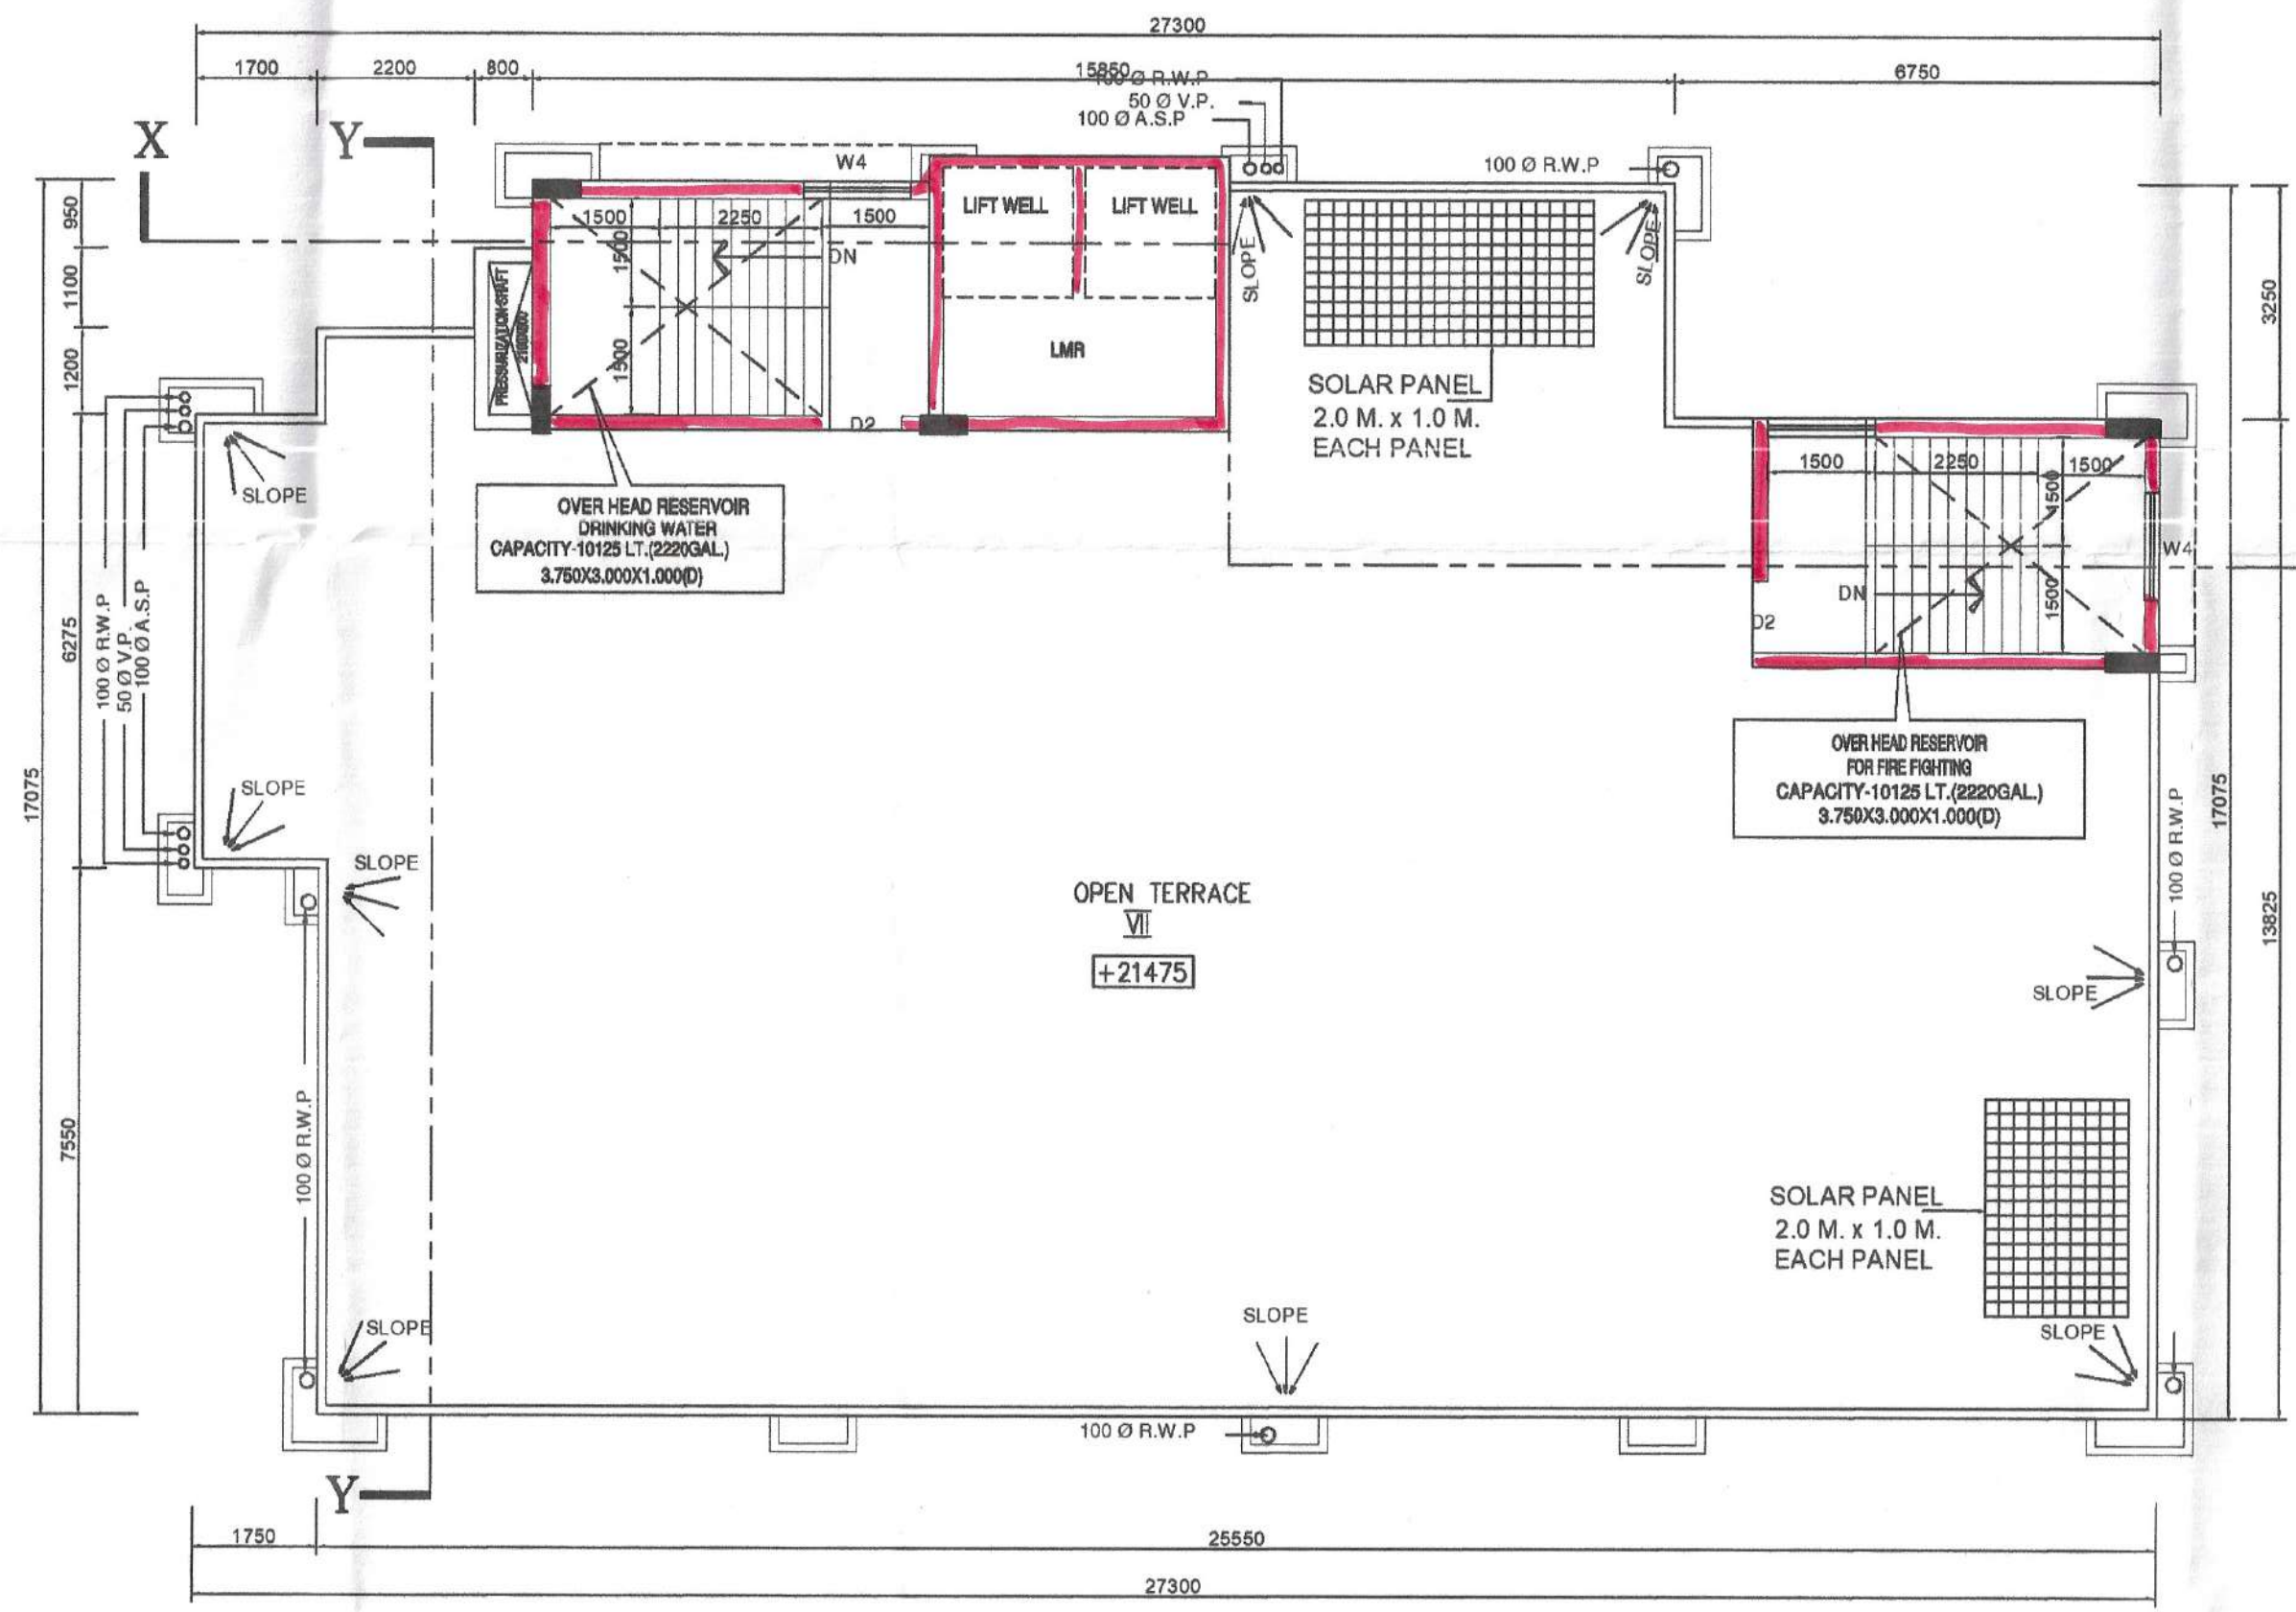 27300
1700
2200
800
15850
6750
100 Ø R.W.P
50 Ø V.P.
100 Ø A.S.P
X
Y
W4
100 Ø R.W.P
950
1100
1200
6275
7550
17075
1500
2250
1500
1500
1500
DN
D2
PRESSURIZATION SHAFT
LIFT WELL
LIFT WELL
LMR
SLOPE
SLOPE
SOLAR PANEL
2.0 M. x 1.0 M.
EACH PANEL
3250
1500
2250
1500
1500
1500
DN
D2
W4
SLOPE
OVER HEAD RESERVOIR
DRINKING WATER
CAPACITY-10125 LT.(2220GAL.)
3.750X3.000X1.000(D)
100 Ø R.W.P
50 Ø V.P.
100 Ø A.S.P
OVER HEAD RESERVOIR
FOR FIRE FIGHTING
CAPACITY-10125 LT.(2220GAL.)
3.750X3.000X1.000(D)
SLOPE
SLOPE
17075
13825
100 Ø R.W.P
OPEN TERRACE
VII
+21475
SLOPE
100 Ø R.W.P
SOLAR PANEL
2.0 M. x 1.0 M.
EACH PANEL
SLOPE
SLOPE
SLOPE
100 Ø R.W.P
Y
1750
25550
27300